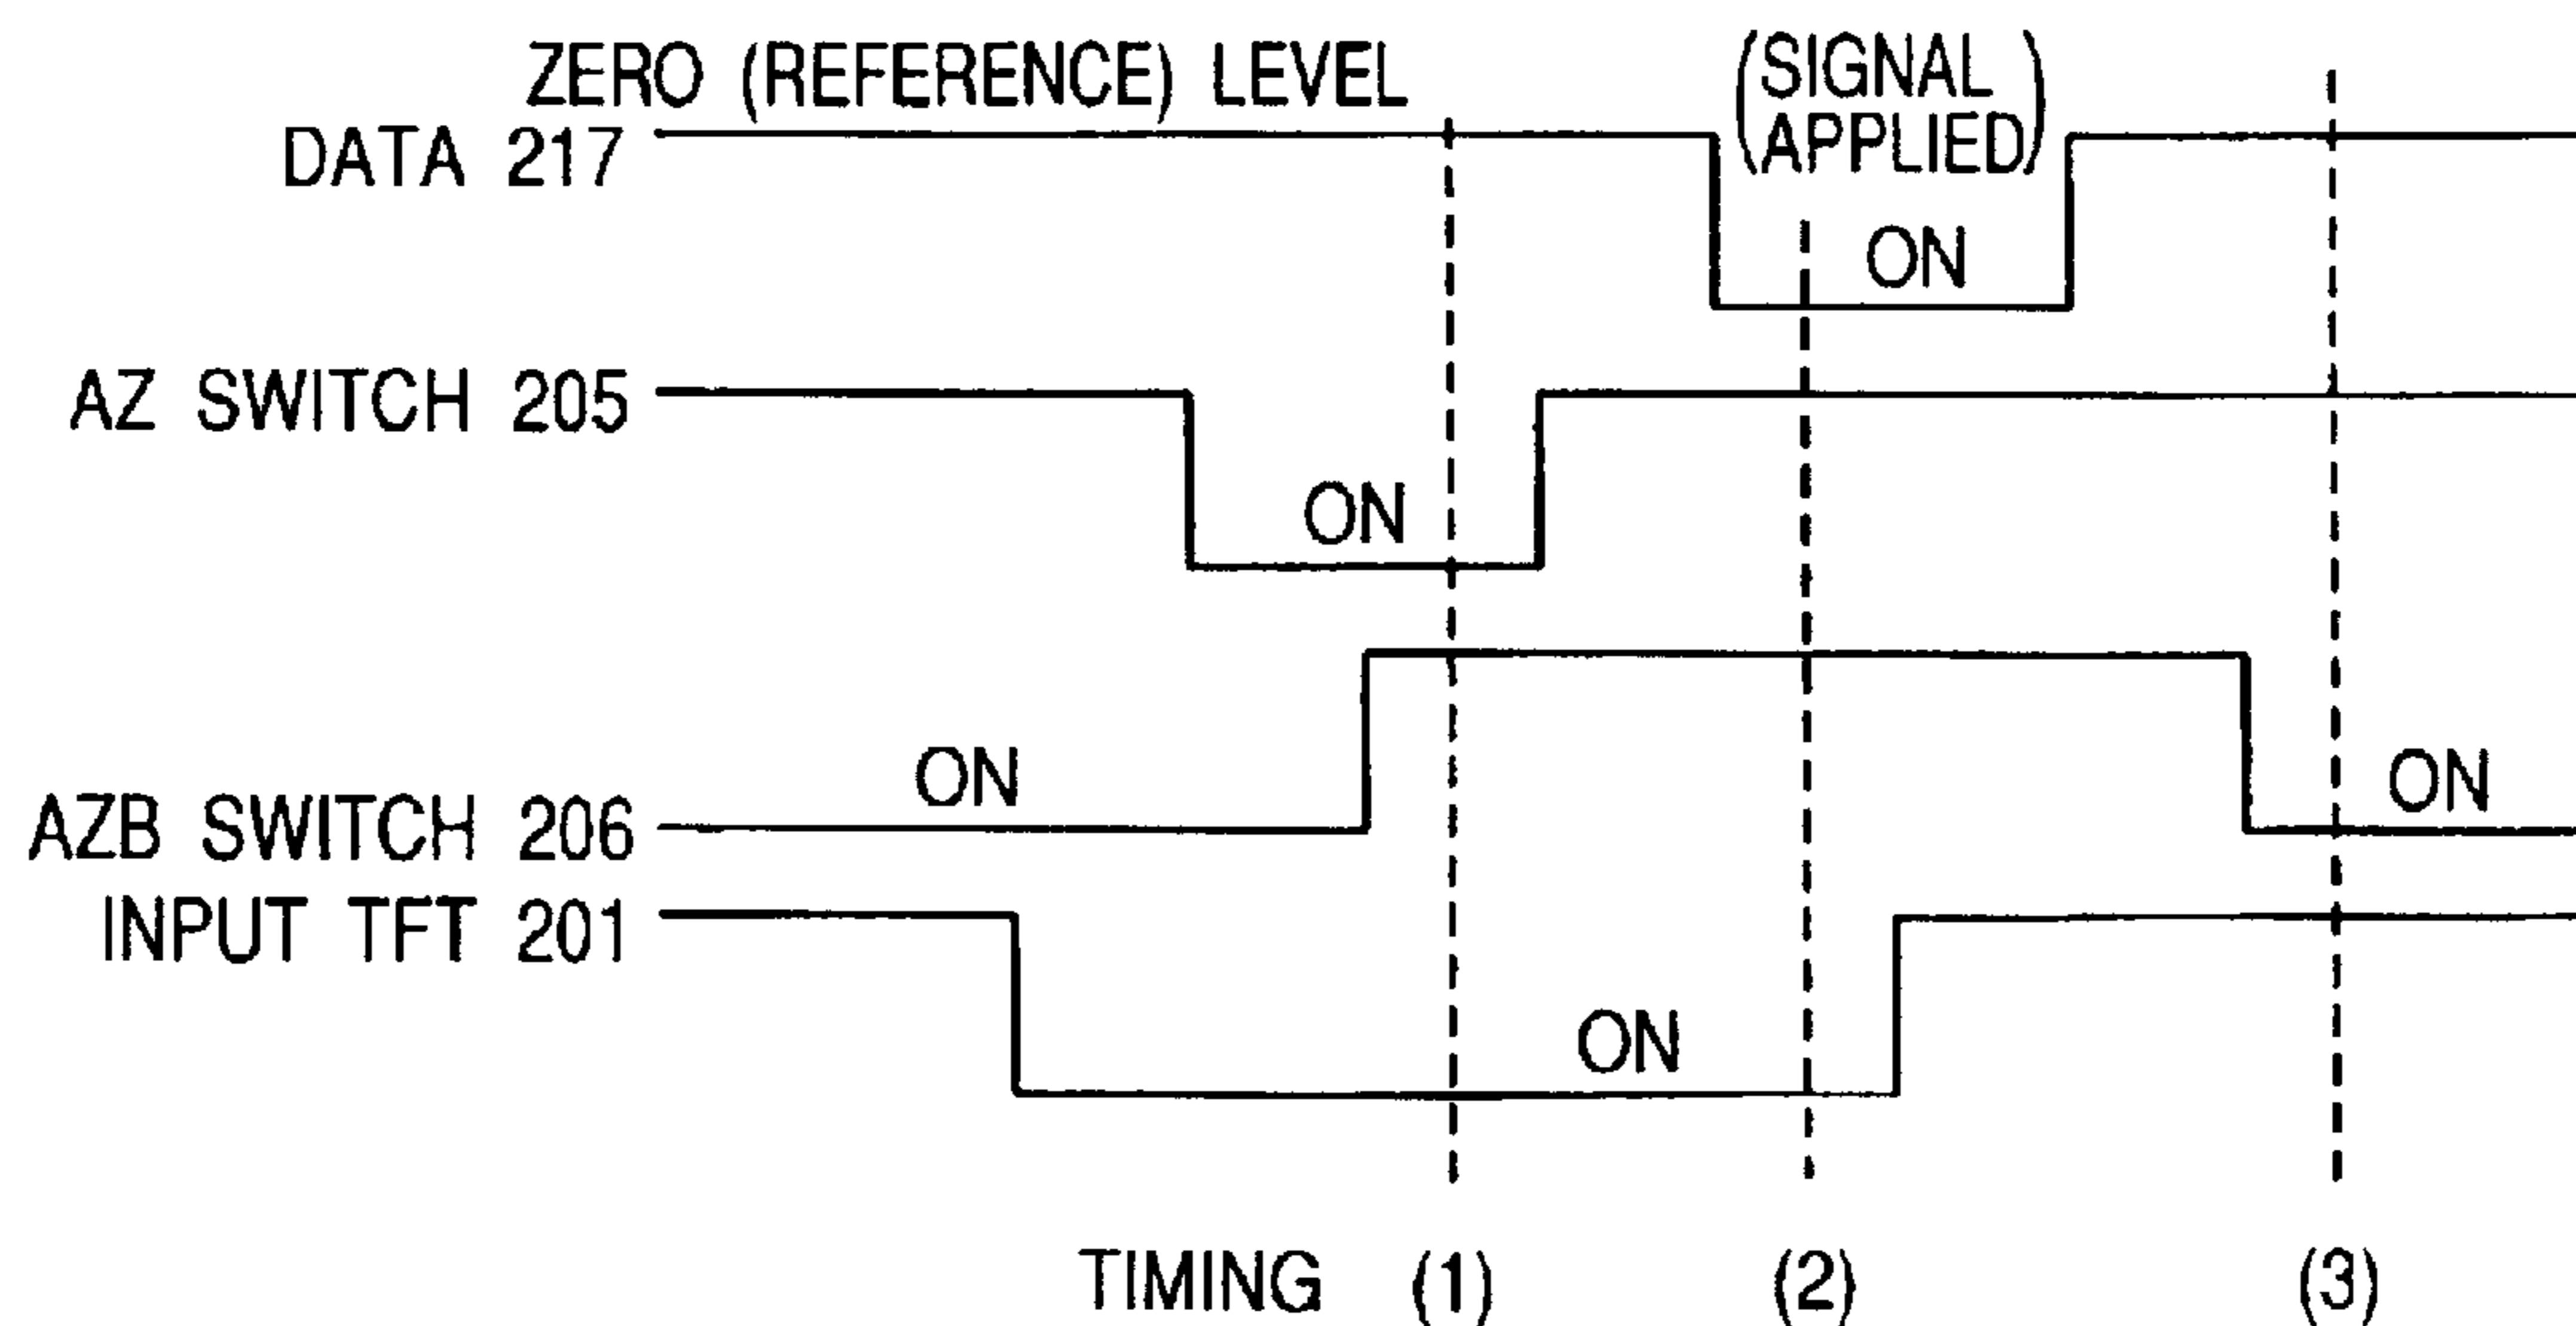 ZERO (REFERENCE) LEVEL
(SIGNAL
APPLIED)
DATA 217
ON
AZ SWITCH 205
ON
ON
AZB SWITCH 206
ON
INPUT TFT 201
ON
TIMING (1) (2) (3)